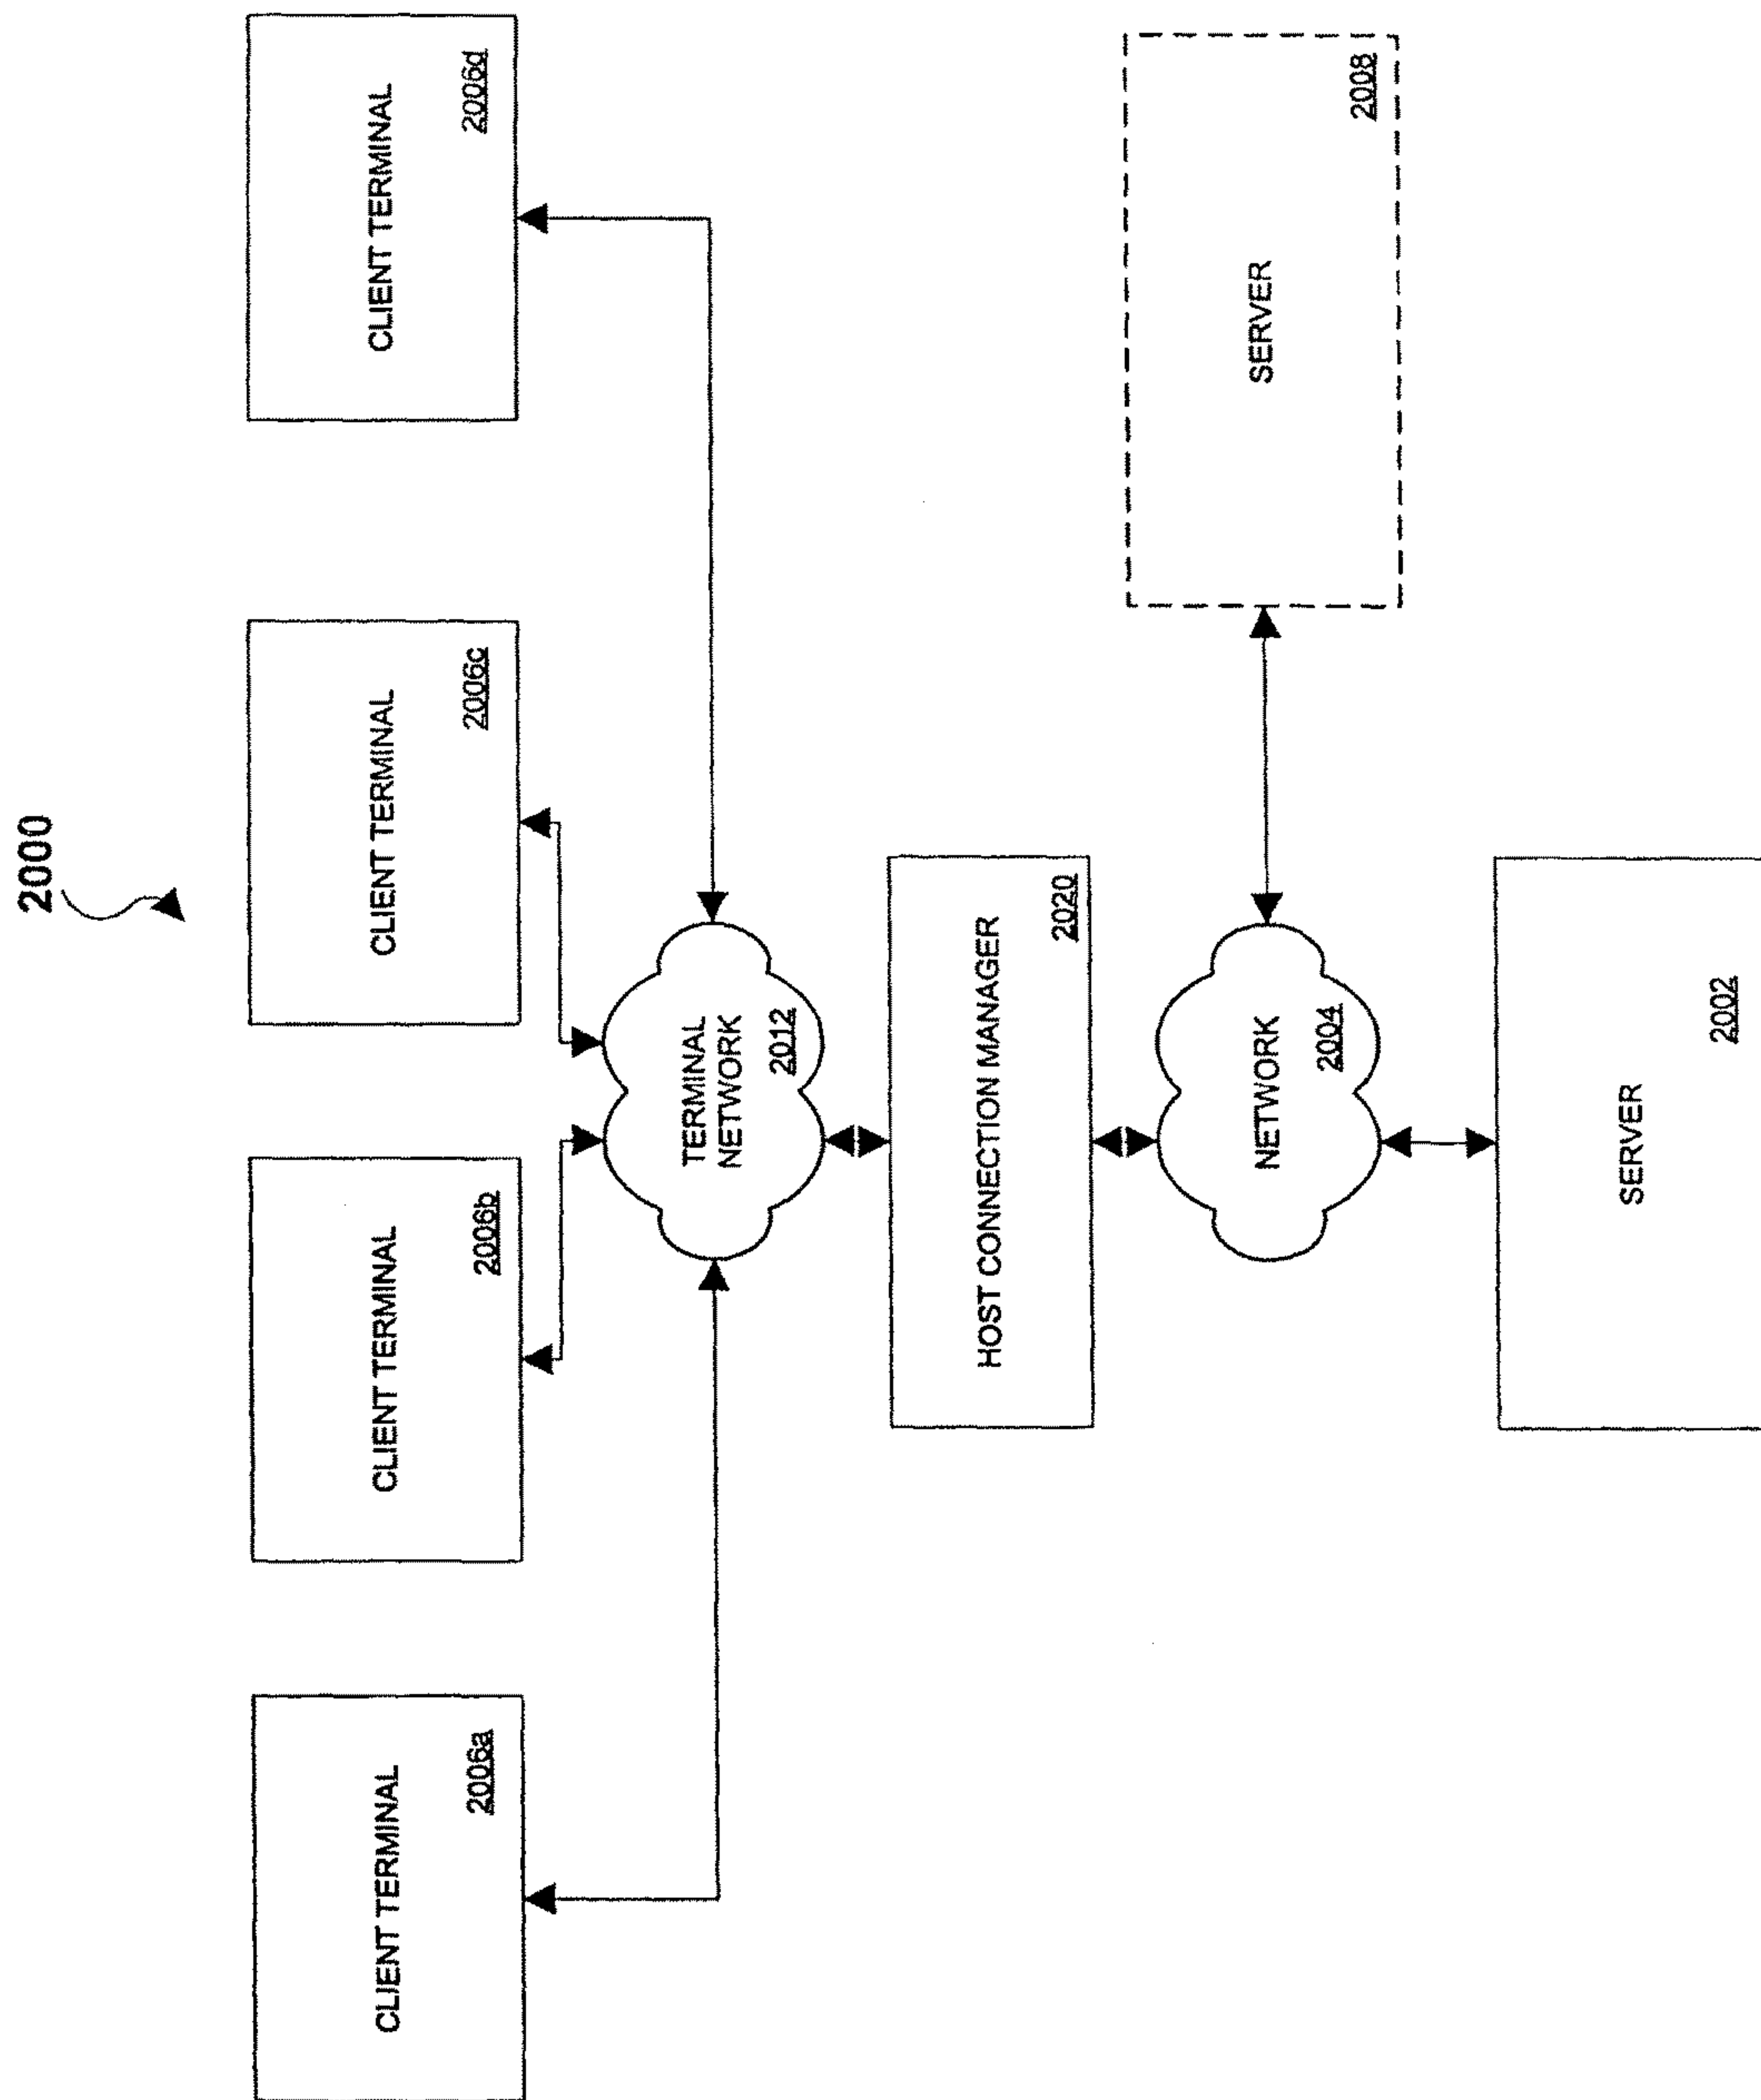 2000
CLIENT TERMINAL
2006a
CLIENT TERMINAL
2006b
CLIENT TERMINAL
2006c
CLIENT TERMINAL
2006d
TERMINAL
NETWORK
2012
HOST CONNECTION MANAGER
2020
NETWORK
2004
SERVER
2008
SERVER
2002